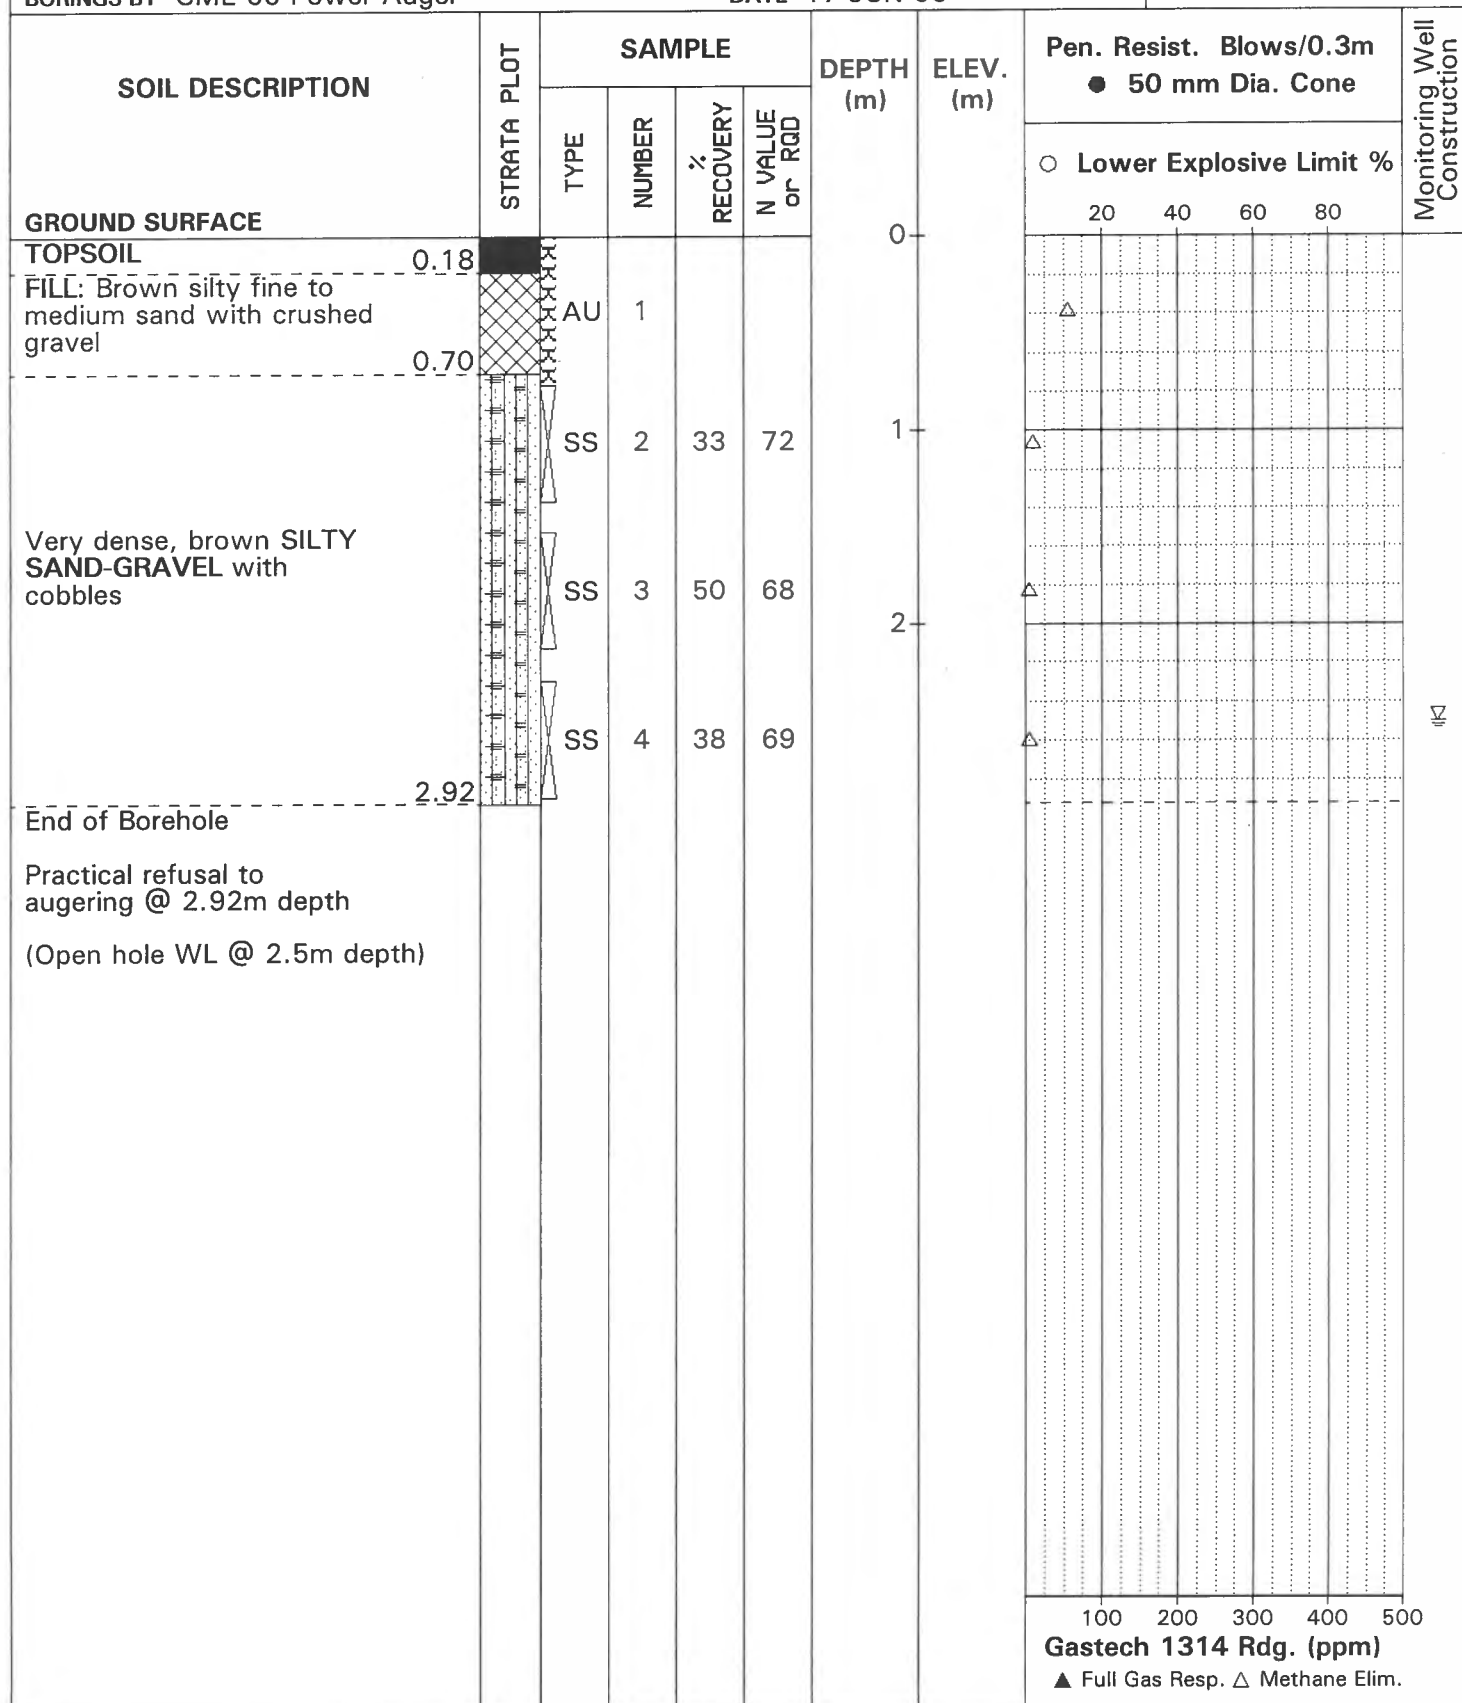 SOIL DESCRIPTION
GROUND SURFACE
STRATA PLOT
SAMPLE
TYPE
NUMBER
% RECOVERY
N VALUE or RQD
DEPTH (m)
ELEV. (m)
Pen. Resist. Blows/0.3m
● 50 mm Dia. Cone
○ Lower Explosive Limit %
20 40 60 80
Monitoring Well Construction
TOPSOIL 0.18
FILL: Brown silty fine to
medium sand with crushed
gravel
0.70
Very dense, brown SILTY
SAND-GRAVEL with
cobbles
2.92
End of Borehole
Practical refusal to
augering @ 2.92m depth
(Open hole WL @ 2.5m depth)
AU 1
SS 2 33 72
SS 3 50 68
SS 4 38 69
0
1
2
100 200 300 400 500
Gastech 1314 Rdg. (ppm)
▲ Full Gas Resp. △ Methane Elim.